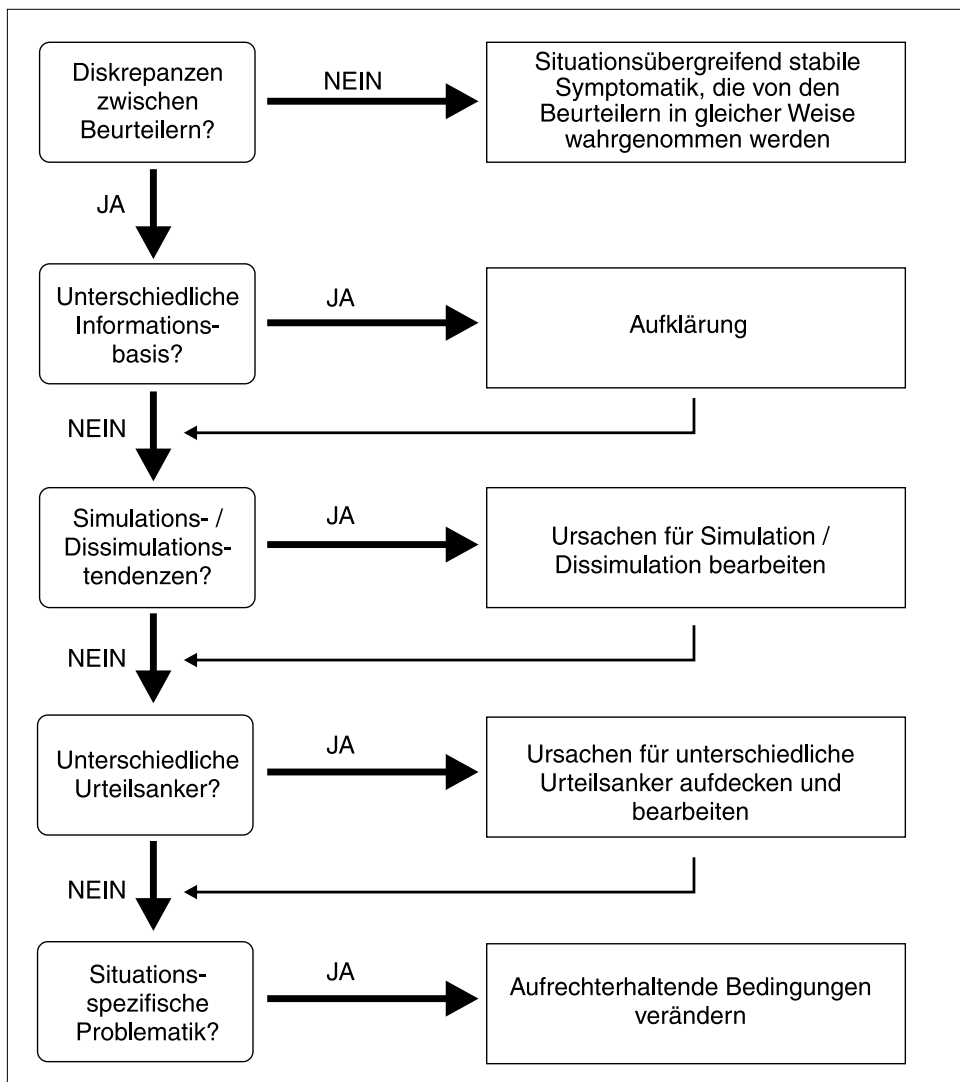 Diskrepanzen
zwischen
Beurteilern?
NEIN
Situationsübergreifend stabile
Symptomatik, die von den
Beurteilern in gleicher Weise
wahrgenommen werden
JA
Unterschiedliche
Informations-
basis?
JA
Aufklärung
NEIN
Simulations- /
Dissimulations-
tendenzen?
JA
Ursachen für Simulation /
Dissimulation bearbeiten
NEIN
Unterschiedliche
Urteilsanker?
JA
Ursachen für unterschiedliche
Urteilsanker aufdecken und
bearbeiten
NEIN
Situations-
spezifische
Problematik?
JA
Aufrechterhaltende Bedingungen
verändern